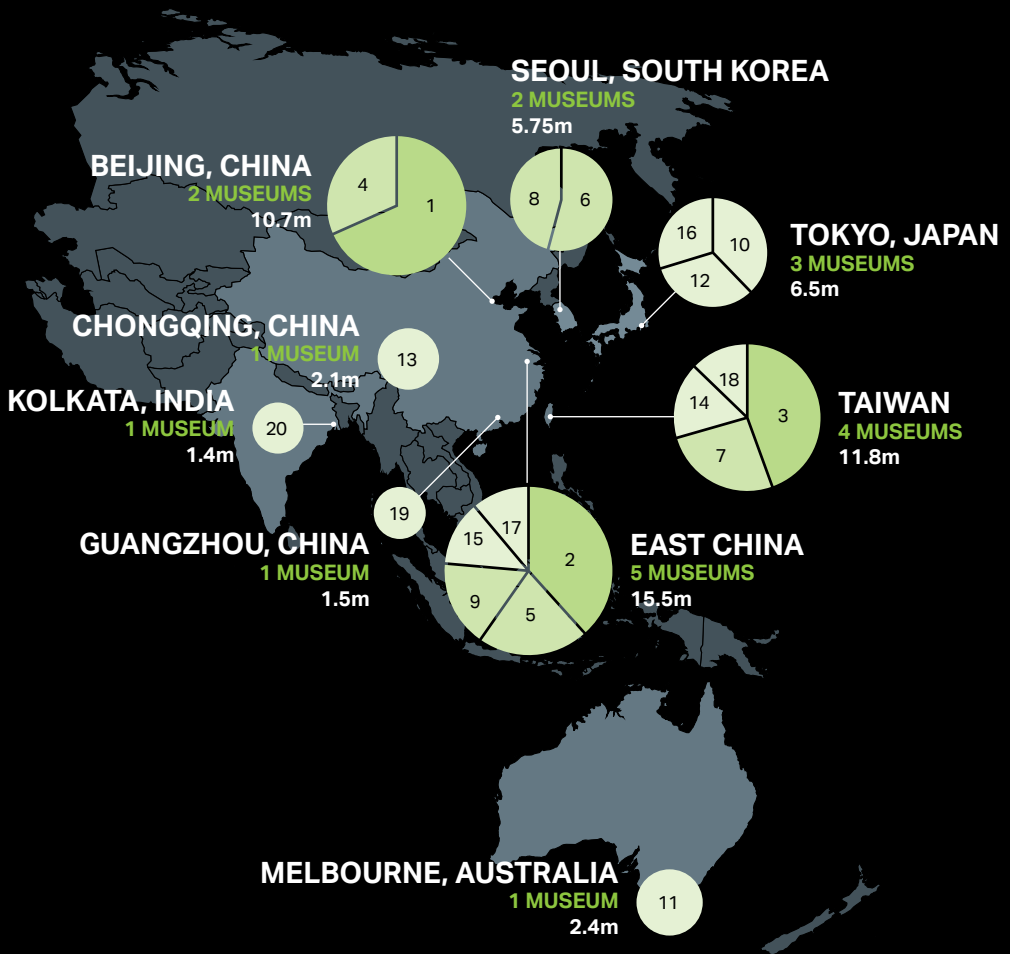 SEOUL, SOUTH KOREA
2 MUSEUMS
5.75m
8
6
BEIJING, CHINA
2 MUSEUMS
10.7m
4
1
TOKYO, JAPAN
3 MUSEUMS
6.5m
16
10
12
CHONGQING, CHINA
1 MUSEUM
2.1m
13
KOLKATA, INDIA
1 MUSEUM
1.4m
20
TAIWAN
4 MUSEUMS
11.8m
18
14
3
7
GUANGZHOU, CHINA
1 MUSEUM
1.5m
19
EAST CHINA
5 MUSEUMS
15.5m
17
15
2
9
5
MELBOURNE, AUSTRALIA
1 MUSEUM
2.4m
11